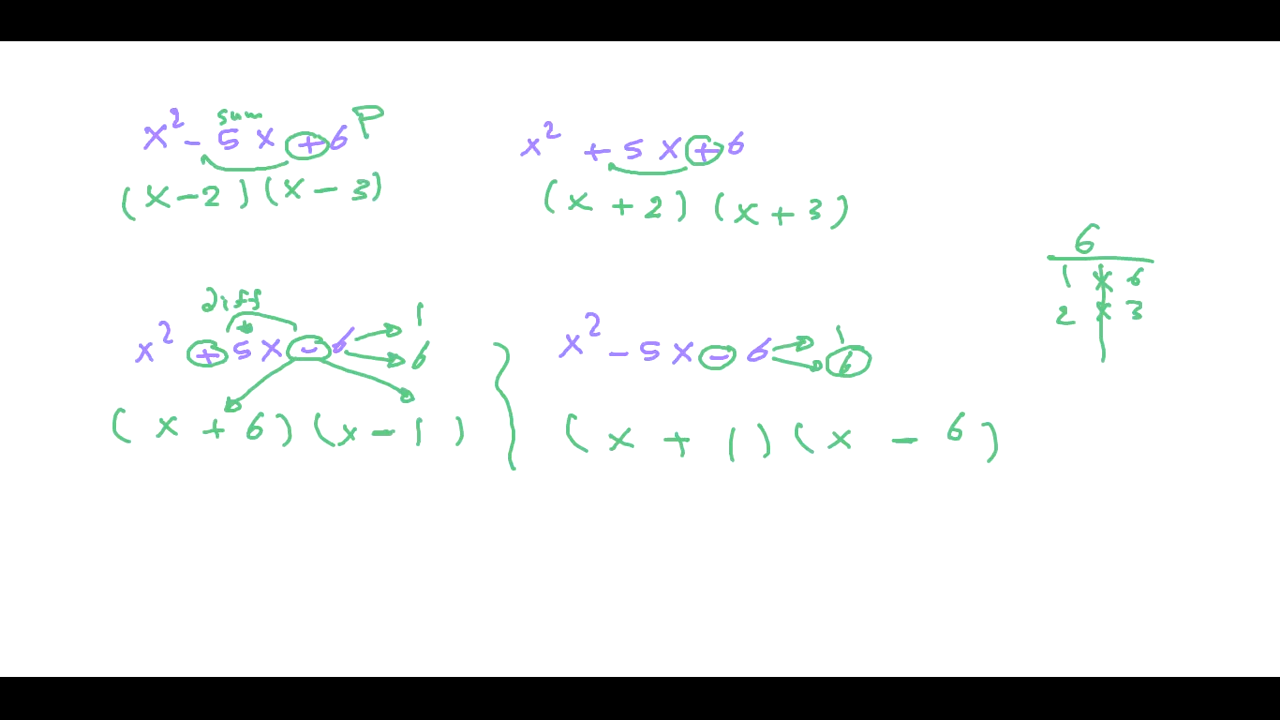 x² - 5x + 6 sum P
(x - 2)(x - 3)
x² + 5x + 6
(x + 2)(x + 3)
6
1 × 6
2 × 3
diff
x² + 5x - 6 1 6
(x + 6)(x - 1)
x² - 5x - 6 1 6
(x + 1)(x - 6)